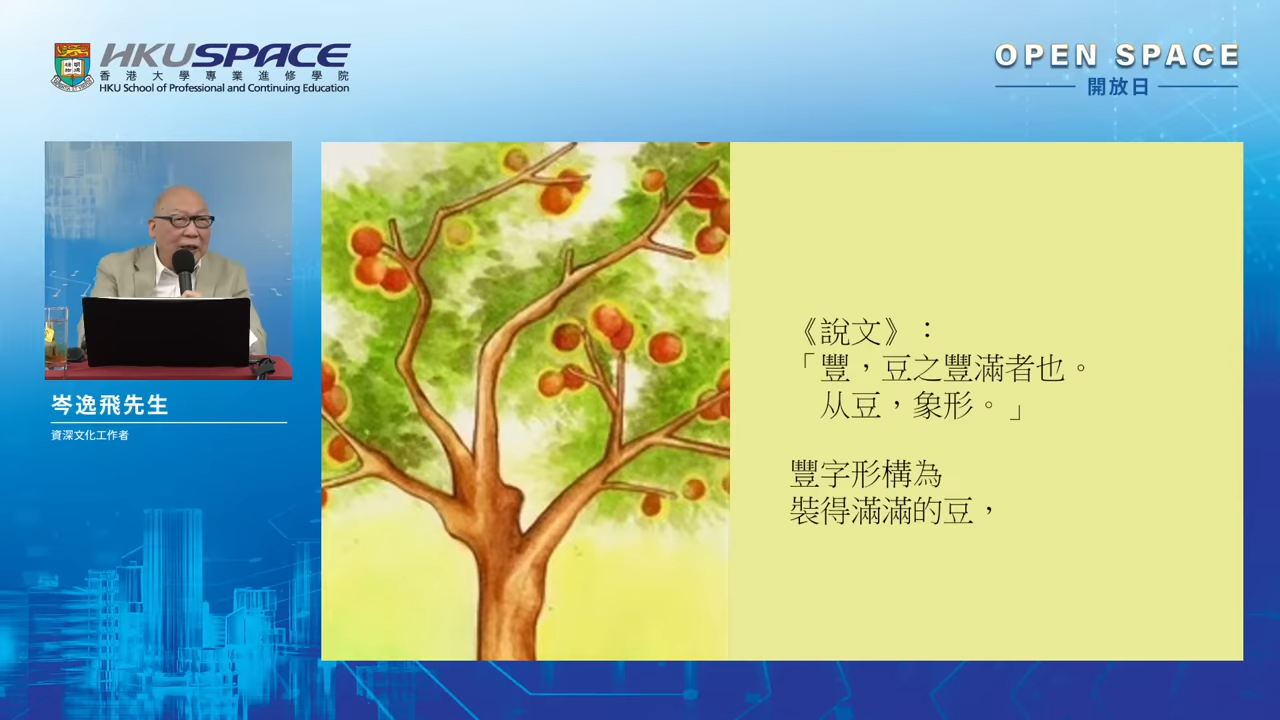 HKUSPACE
香港大學專業進修學院
HKU School of Professional and Continuing Education
OPEN SPACE
開放日
岑逸飛先生
資深文化工作者
《說文》：
「豐，豆之豐滿者也。
从豆，象形。」
豐字形構為
裝得滿滿的豆，